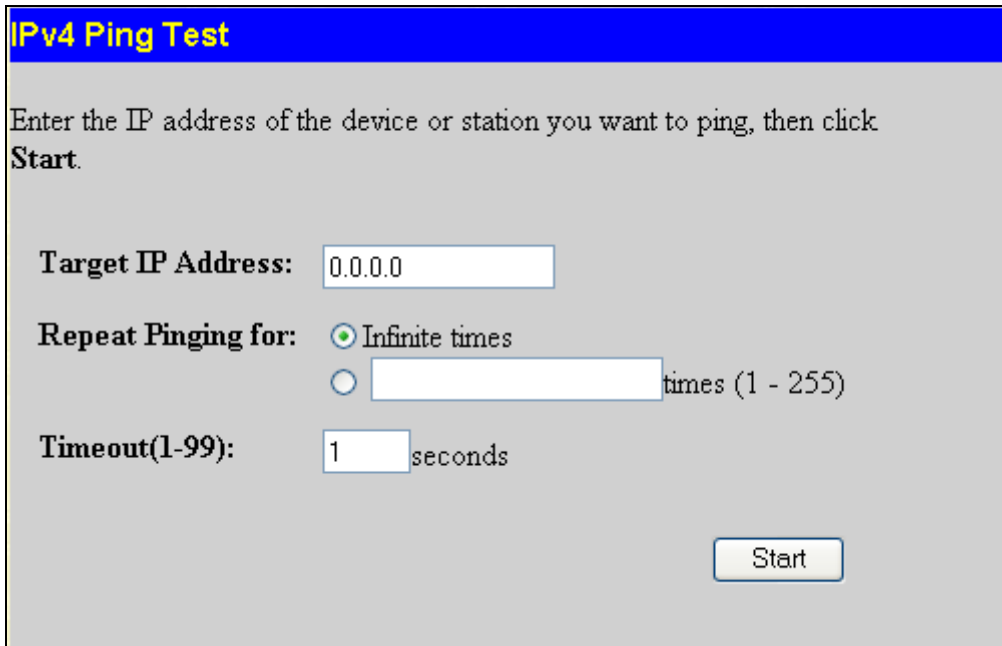 IPv4 Ping Test
Enter the IP address of the device or station you want to ping, then click
Start.
Target IP Address: 0.0.0.0
Repeat Pinging for: Infinite times
times (1 - 255)
Timeout(1-99): 1 seconds
Start